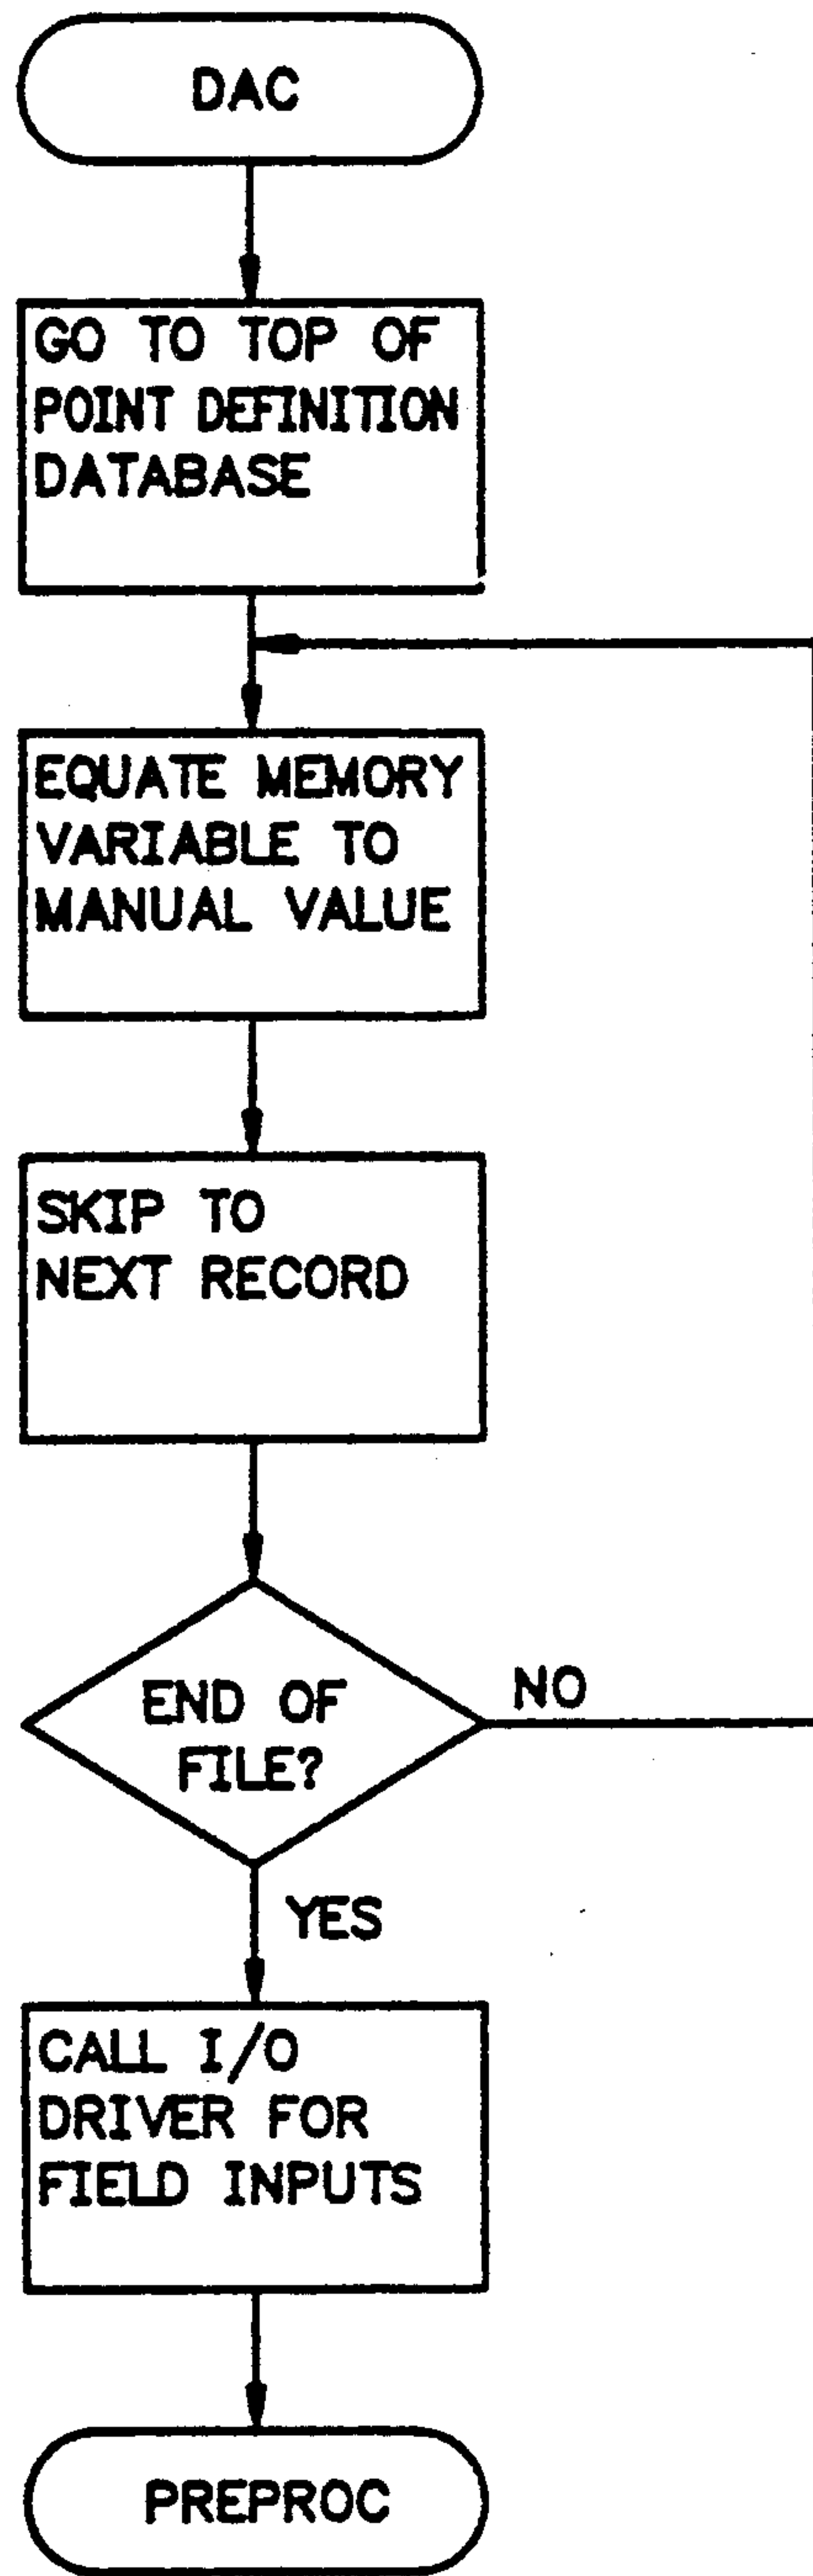 DAC
GO TO TOP OF
POINT DEFINITION
DATABASE
EQUATE MEMORY
VARIABLE TO
MANUAL VALUE
SKIP TO
NEXT RECORD
END OF
FILE?
NO
YES
CALL I/O
DRIVER FOR
FIELD INPUTS
PREPROC